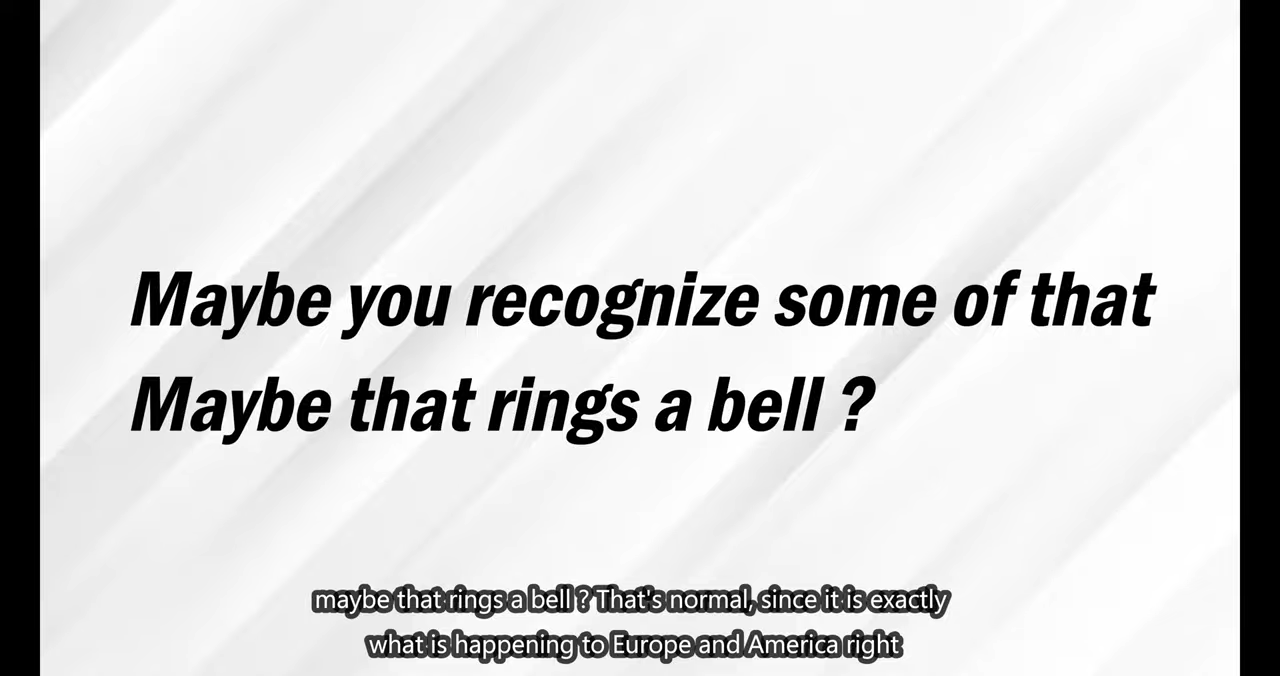 Maybe you recognize some of that
Maybe that rings a bell ?
maybe that rings a bell ? That's normal, since it is exactly
what is happening to Europe and America right